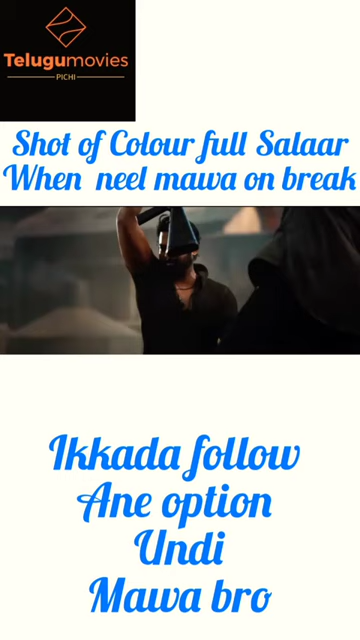 Telugumovies
PICHI
Shot of Colour full Salaar
When neel mawa on break
Ikkada follow
Ane option
Undi
Mawa bro